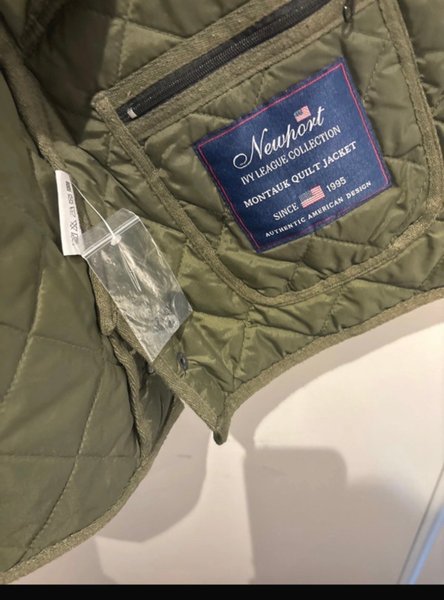 Newport
IVY LEAGUE COLLECTION
MONTAUK QUILT JACKET
SINCE 1995
AUTHENTIC AMERICAN DESIGN